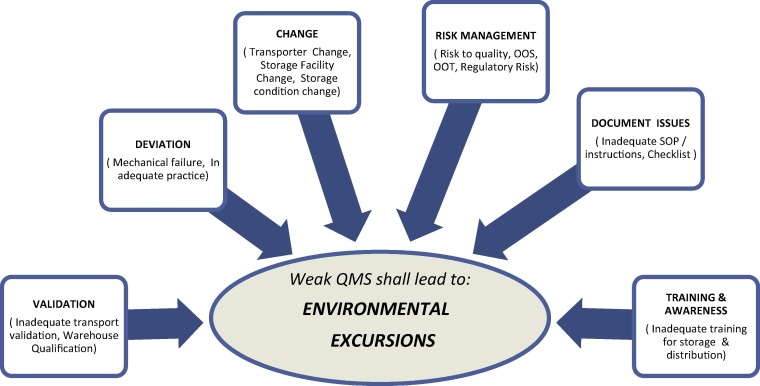 CHANGE
( Transporter Change,
Storage Facility
Change, Storage
condition change)
RISK MANAGEMENT
( Risk to quality, OOS,
OOT, Regulatory Risk)
DOCUMENT ISSUES
( Inadequate SOP /
instructions, Checklist )
DEVIATION
( Mechanical failure, In
adequate practice)
Weak QMS shall lead to:
ENVIRONMENTAL
EXCURSIONS
VALIDATION
( Inadequate transport
validation, Warehouse
Qualification)
TRAINING &
AWARENESS
( Inadequate training
for storage &
distribution)